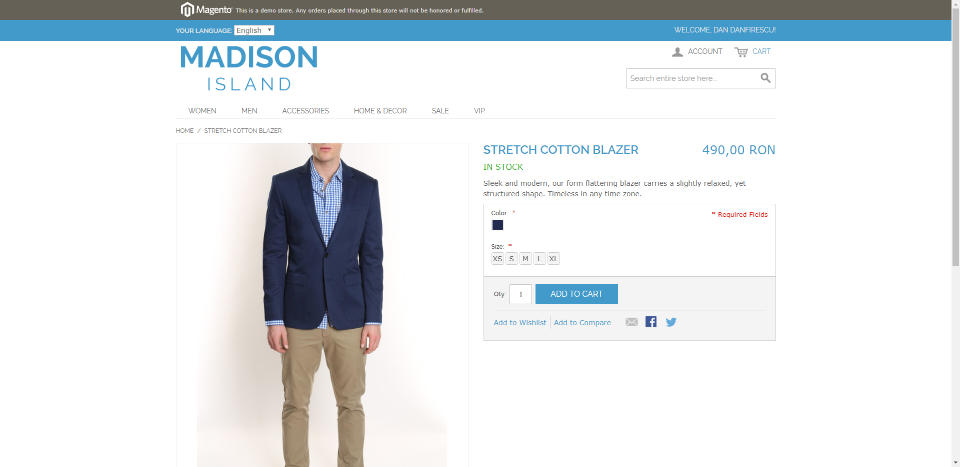 Magento This is a demo store. Any orders placed through this store will not be honored or fulfilled.
YOUR LANGUAGE: English WELCOME, DAN DANFIRESCU!
MADISON
ISLAND
ACCOUNT CART
Search entire store here...
WOMEN MEN ACCESSORIES HOME & DECOR SALE VIP
HOME / STRETCH COTTON BLAZER
STRETCH COTTON BLAZER 490,00 RON
IN STOCK
Sleek and modern, our form flattering blazer carries a slightly relaxed, yet
structured shape. Timeless in any time zone.
Color * * Required Fields
Size: *
XS S M L XL
Qty 1 ADD TO CART
Add to Wishlist Add to Compare